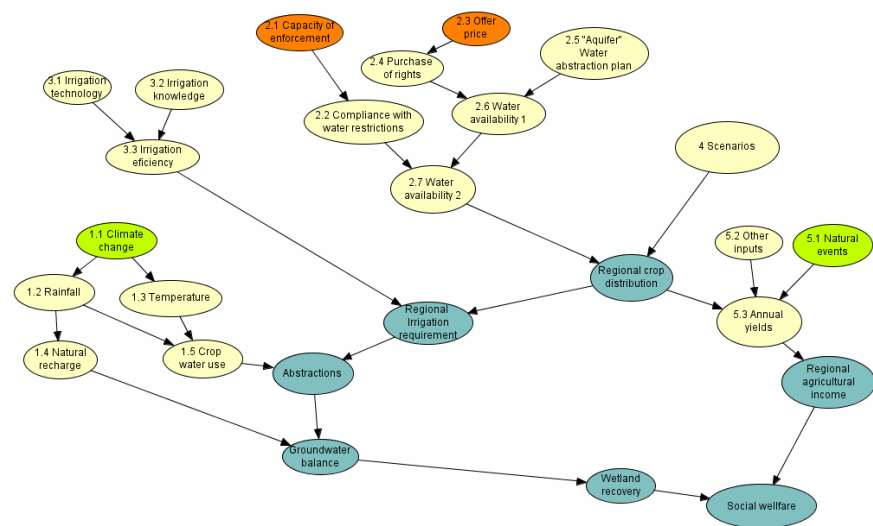 2.1 Capacity of
enforcement
2.3 Offer
price
2.5 "Aquifer"
Water
abstraction plan
2.4 Purchase
of rights
3.1 Irrigation
technology
3.2 Irrigation
knowledge
2.6 Water
availability 1
2.2 Compliance with
water restrictions
3.3 Irrigation
eficiency
4 Scenarios
2.7 Water
availability 2
1.1 Climate
change
5.2 Other
inputs
5.1 Natural
events
Regional crop
distribution
1.2 Rainfall
1.3 Temperature
Regional
Irrigation
requirement
5.3 Annual
yields
1.4 Natural
recharge
1.5 Crop
water use
Abstractions
Regional
agricultural
income
Groundwater
balance
Wetland
recovery
Social wellfare